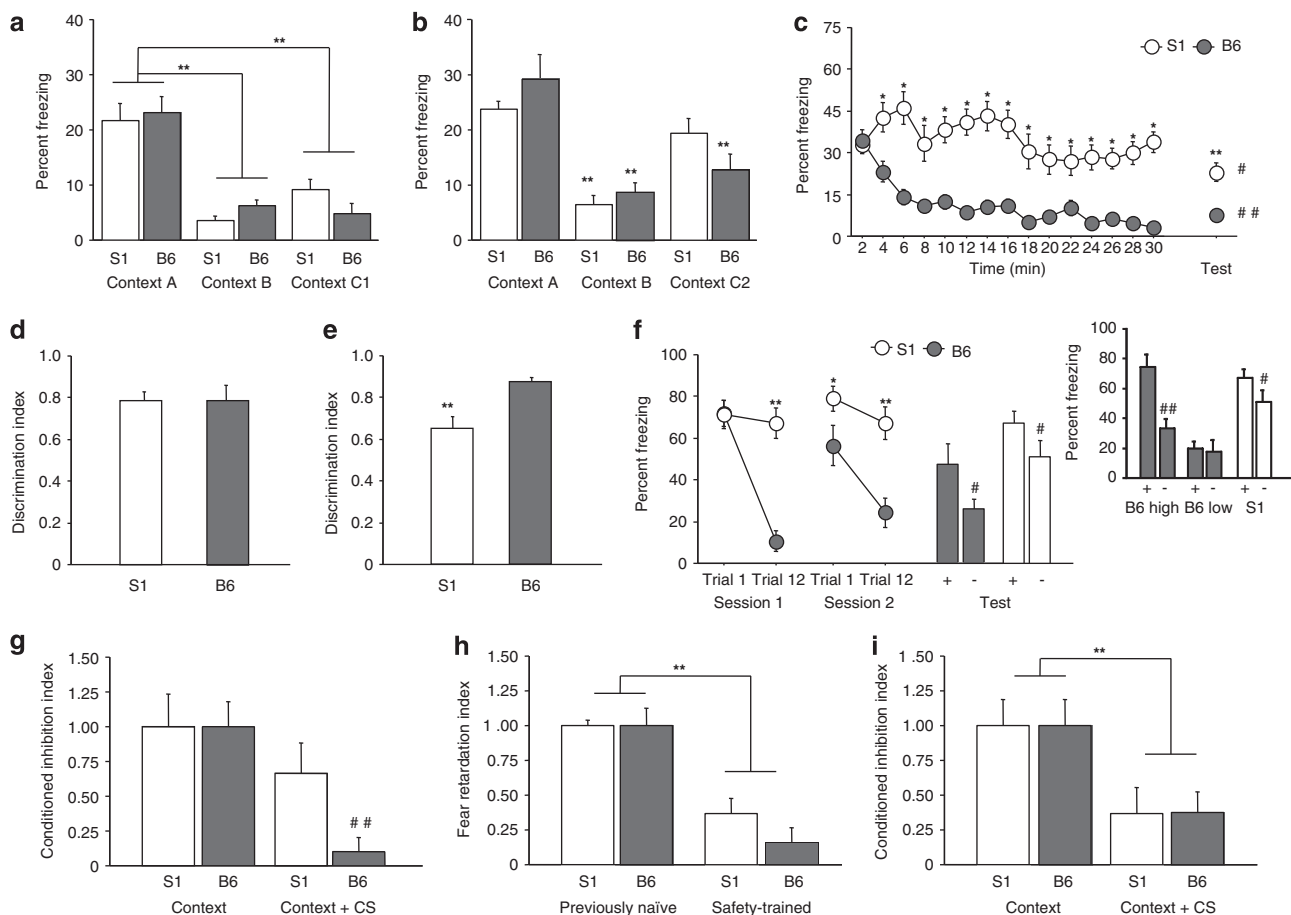 a
40
30
20
10
0
Percent freezing
**
**
S1 B6 S1 B6 S1 B6
Context A Context B Context C1
b
40
30
20
10
0
Percent freezing
** ** **
S1 B6 S1 B6 S1 B6
Context A Context B Context C2
c
75
60
45
30
15
0
Percent freezing
S1 B6
* * * * * * * * * * * * * *
**
#
# #
2 4 6 8 10 12 14 16 18 20 22 24 26 28 30
Time (min) Test
d
1.0
0.8
0.6
0.4
0.2
0
Discrimination index
S1 B6
e
1.0
0.8
0.6
0.4
0.2
0
Discrimination index
**
S1 B6
f
100
80
60
40
20
0
Percent freezing
S1 B6
** * ** # #
Trial 1 Trial 12 Trial 1 Trial 12 + - + -
Session 1 Session 2 Test
100
80
60
40
20
0
Percent freezing
## #
+ - + - + -
B6 high B6 low S1
g
1.50
1.25
1.00
0.75
0.50
0.25
0
Conditioned inhibition index
# #
S1 B6 S1 B6
Context Context + CS
h
1.50
1.25
1.00
0.75
0.50
0.25
0
Fear retardation index
**
S1 B6 S1 B6
Previously naïve Safety-trained
i
1.50
1.25
1.00
0.75
0.50
0.25
0
Conditioned inhibition index
**
S1 B6 S1 B6
Context Context + CS